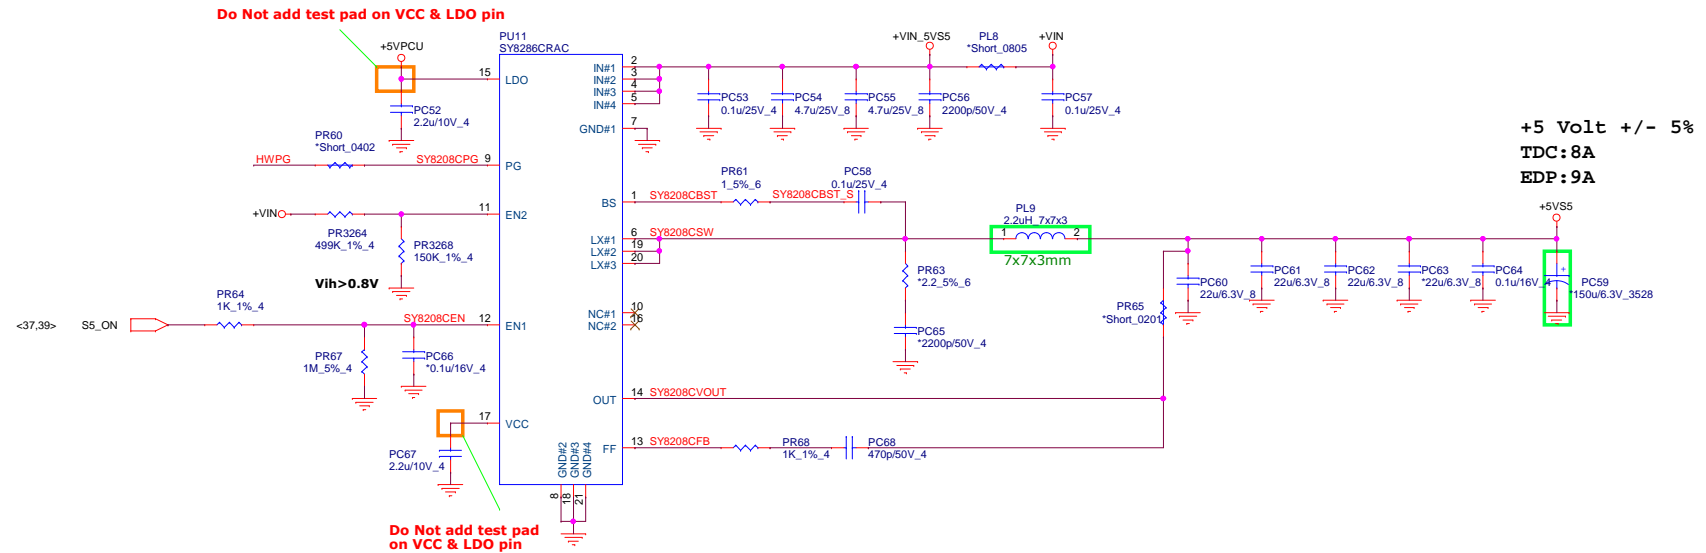 Do Not add test pad on VCC & LDO pin
+5VPCU
PC52
2.2u/10V_4
PR60
*Short_0402
HWPG
SY8208CPG
+VIN
PR3264
499K_1%_4
PR3268
150K_1%_4
Vih>0.8V
PR64
1K_1%_4
<37,39>
S5_ON
SY8208CEN
PR67
1M_5%_4
PC66
*0.1u/16V_4
PC67
2.2u/10V_4
Do Not add test pad
on VCC & LDO pin
PU11
SY8286CRAC
15
LDO
9
PG
11
EN2
12
EN1
17
VCC
IN#1
2
IN#2
3
IN#3
4
IN#4
5
GND#1
7
BS
1
LX#1
6
LX#2
19
LX#3
20
NC#1
10
NC#2
16
OUT
14
FF
13
GND#2
GND#3
GND#4
8
18
21
+VIN_5VS5
PL8
*Short_0805
+VIN
PC53
0.1u/25V_4
PC54
4.7u/25V_8
PC55
4.7u/25V_8
PC56
2200p/50V_4
PC57
0.1u/25V_4
SY8208CBST
PR61
1_5%_6
SY8208CBST_S
PC58
0.1u/25V_4
SY8208CSW
PL9
2.2uH_7x7x3
1
2
7x7x3mm
PR63
*2.2_5%_6
PC65
*2200p/50V_4
PR65
*Short_0201
SY8208CVOUT
SY8208CFB
PR68
1K_1%_4
PC68
470p/50V_4
PC60
22u/6.3V_8
PC61
22u/6.3V_8
PC62
22u/6.3V_8
PC63
*22u/6.3V_8
PC64
0.1u/16V_4
+
PC59
*150u/6.3V_3528
+5VS5
+5 Volt +/- 5%
TDC:8A
EDP:9A